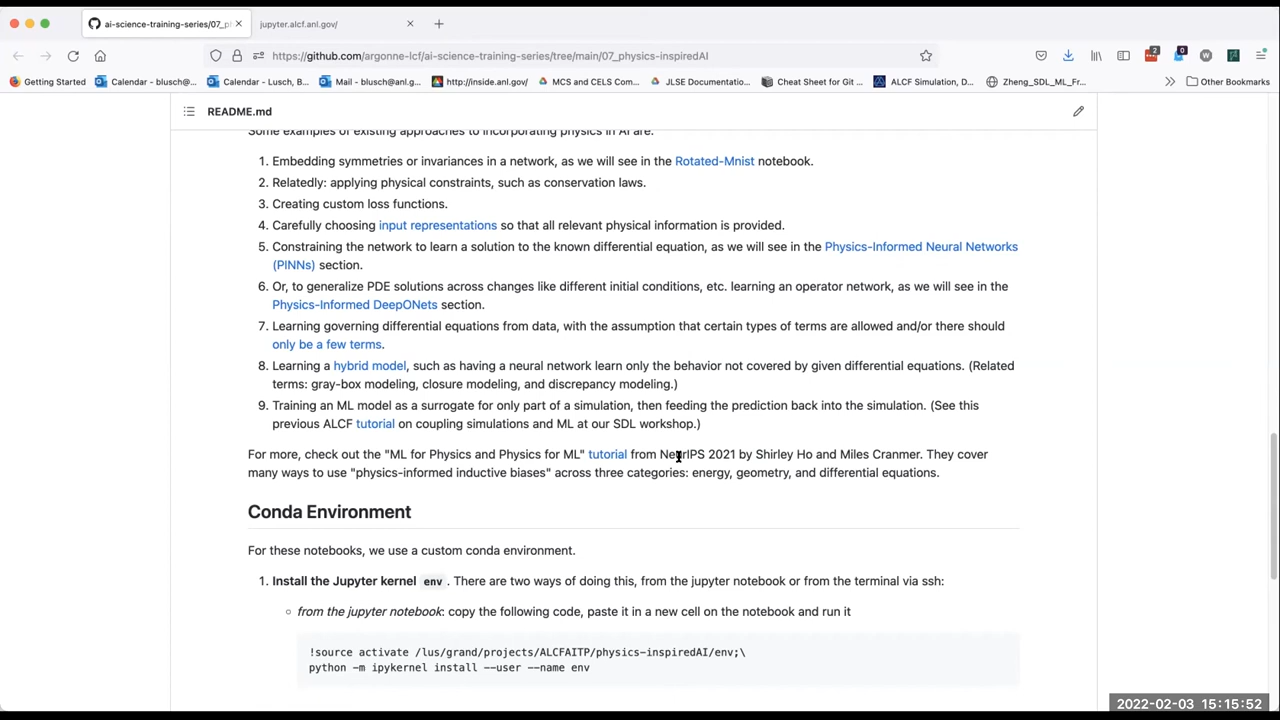 ai-science-training-series/07_p
jupyter.alcf.anl.gov/
https://github.com/argonne-lcf/ai-science-training-series/tree/main/07_physics-inspiredAI
2
0
W
Getting Started
Calendar - blusch@...
Calendar - Lusch, B...
Mail - blusch@anl.g...
http://inside.anl.gov/
MCS and CELS Com...
JLSE Documentatio...
Cheat Sheet for Git ...
ALCF Simulation, D...
Zheng_SDL_ML_Fr...
Other Bookmarks
README.md
Some examples of existing approaches to incorporating physics in AI are:
1. Embedding symmetries or invariances in a network, as we will see in the Rotated-Mnist notebook.
2. Relatedly: applying physical constraints, such as conservation laws.
3. Creating custom loss functions.
4. Carefully choosing input representations so that all relevant physical information is provided.
5. Constraining the network to learn a solution to the known differential equation, as we will see in the Physics-Informed Neural Networks
(PINNs) section.
6. Or, to generalize PDE solutions across changes like different initial conditions, etc. learning an operator network, as we will see in the
Physics-Informed DeepONets section.
7. Learning governing differential equations from data, with the assumption that certain types of terms are allowed and/or there should
only be a few terms.
8. Learning a hybrid model, such as having a neural network learn only the behavior not covered by given differential equations. (Related
terms: gray-box modeling, closure modeling, and discrepancy modeling.)
9. Training an ML model as a surrogate for only part of a simulation, then feeding the prediction back into the simulation. (See this
previous ALCF tutorial on coupling simulations and ML at our SDL workshop.)
For more, check out the "ML for Physics and Physics for ML" tutorial from NeurIPS 2021 by Shirley Ho and Miles Cranmer. They cover
many ways to use "physics-informed inductive biases" across three categories: energy, geometry, and differential equations.
Conda Environment
For these notebooks, we use a custom conda environment.
1. Install the Jupyter kernel env . There are two ways of doing this, from the jupyter notebook or from the terminal via ssh:
from the jupyter notebook: copy the following code, paste it in a new cell on the notebook and run it
!source activate /lus/grand/projects/ALCFAITP/physics-inspiredAI/env;\
python -m ipykernel install --user --name env
2022-02-03 15:15:52